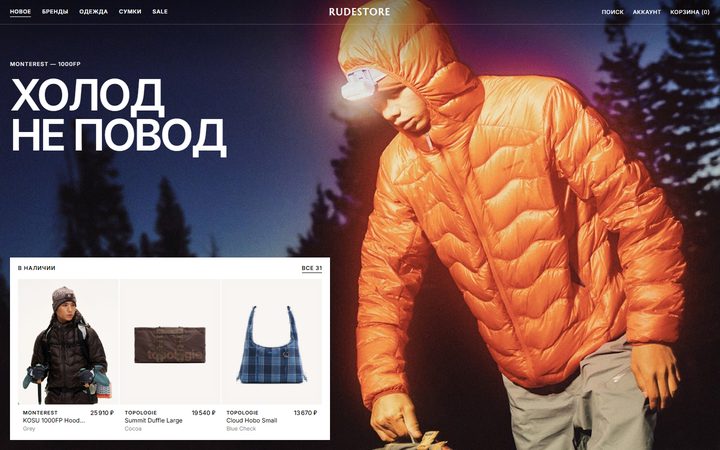 НОВОЕ БРЕНДЫ ОДЕЖДА СУМКИ SALE RUDESTORE ПОИСК АККАУНТ КОРЗИНА (0)
MONTEREST — 1000FP
ХОЛОД
НЕ ПОВОД
В НАЛИЧИИ ВСЕ 31
topologie
MONTEREST 25 910 ₽ TOPOLOGIE 19 540 ₽ TOPOLOGIE 13 670 ₽
KOSU 1000FP Hood... Summit Duffle Large Cloud Hobo Small
Grey Cocoa Blue Check